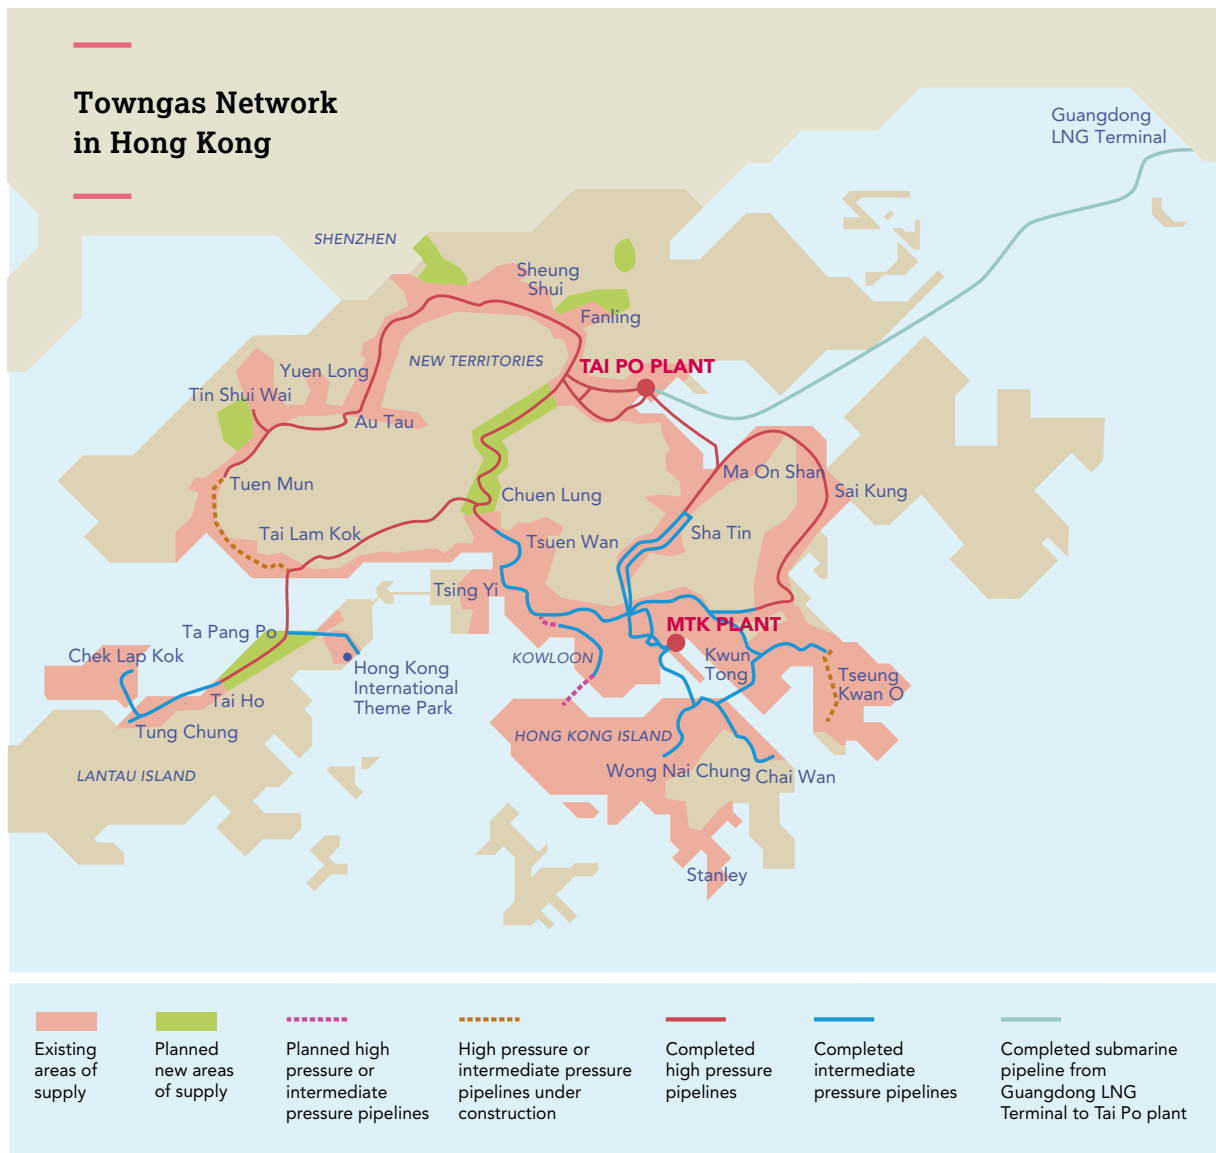 Towngas Network
in Hong Kong
Guangdong
LNG Terminal
SHENZHEN
Sheung
Shui
Fanling
NEW TERRITORIES
TAI PO PLANT
Yuen Long
Tin Shui Wai
Au Tau
Ma On Shan
Sai Kung
Tuen Mun
Chuen Lung
Tai Lam Kok
Tsuen Wan
Sha Tin
Tsing Yi
MTK PLANT
Ta Pang Po
Chek Lap Kok
KOWLOON
Kwun
Tong
Hong Kong
International
Theme Park
Tseung
Kwan O
Tai Ho
Tung Chung
HONG KONG ISLAND
LANTAU ISLAND
Wong Nai Chung
Chai Wan
Stanley
Existing
areas of
supply
Planned
new areas
of supply
Planned high
pressure or
intermediate
pressure pipelines
High pressure or
intermediate pressure
pipelines under
construction
Completed
high pressure
pipelines
Completed
intermediate
pressure pipelines
Completed submarine
pipeline from
Guangdong LNG
Terminal to Tai Po plant